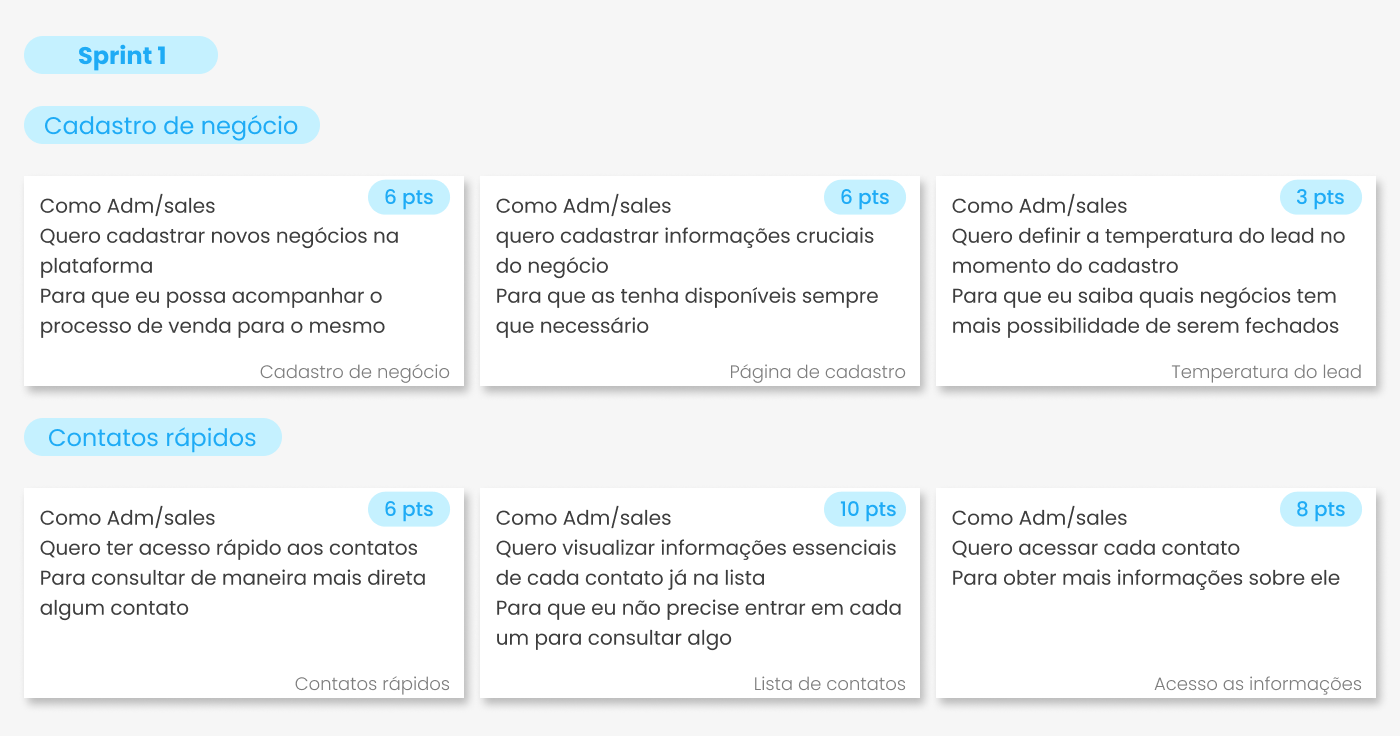 Sprint 1
Cadastro de negócio
6 pts
Como Adm/sales
Quero cadastrar novos negócios na
plataforma
Para que eu possa acompanhar o
processo de venda para o mesmo
Cadastro de negócio
6 pts
Como Adm/sales
quero cadastrar informações cruciais
do negócio
Para que as tenha disponíveis sempre
que necessário
Página de cadastro
3 pts
Como Adm/sales
Quero definir a temperatura do lead no
momento do cadastro
Para que eu saiba quais negócios tem
mais possibilidade de serem fechados
Temperatura do lead
Contatos rápidos
6 pts
Como Adm/sales
Quero ter acesso rápido aos contatos
Para consultar de maneira mais direta
algum contato
Contatos rápidos
10 pts
Como Adm/sales
Quero visualizar informações essenciais
de cada contato já na lista
Para que eu não precise entrar em cada
um para consultar algo
Lista de contatos
8 pts
Como Adm/sales
Quero acessar cada contato
Para obter mais informações sobre ele
Acesso as informações